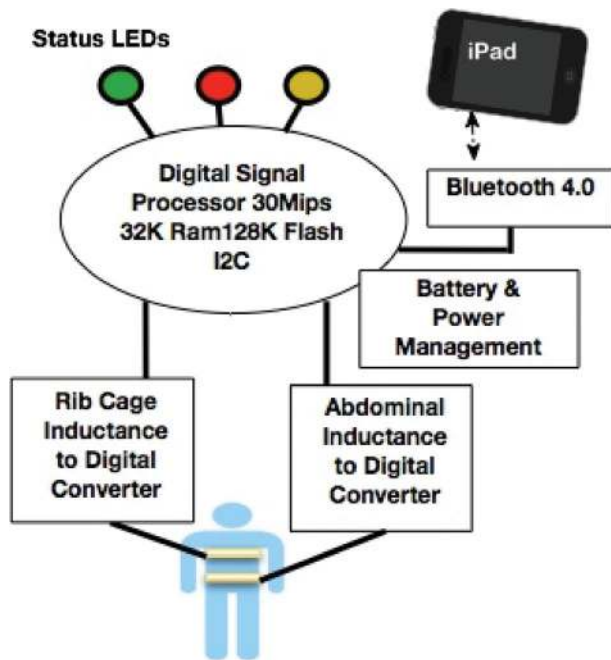 Status LEDs
iPad
Digital Signal
Processor 30Mips
32K Ram128K Flash
I2C
Bluetooth 4.0
Battery &
Power
Management
Rib Cage
Inductance
to Digital
Converter
Abdominal
Inductance
to Digital
Converter